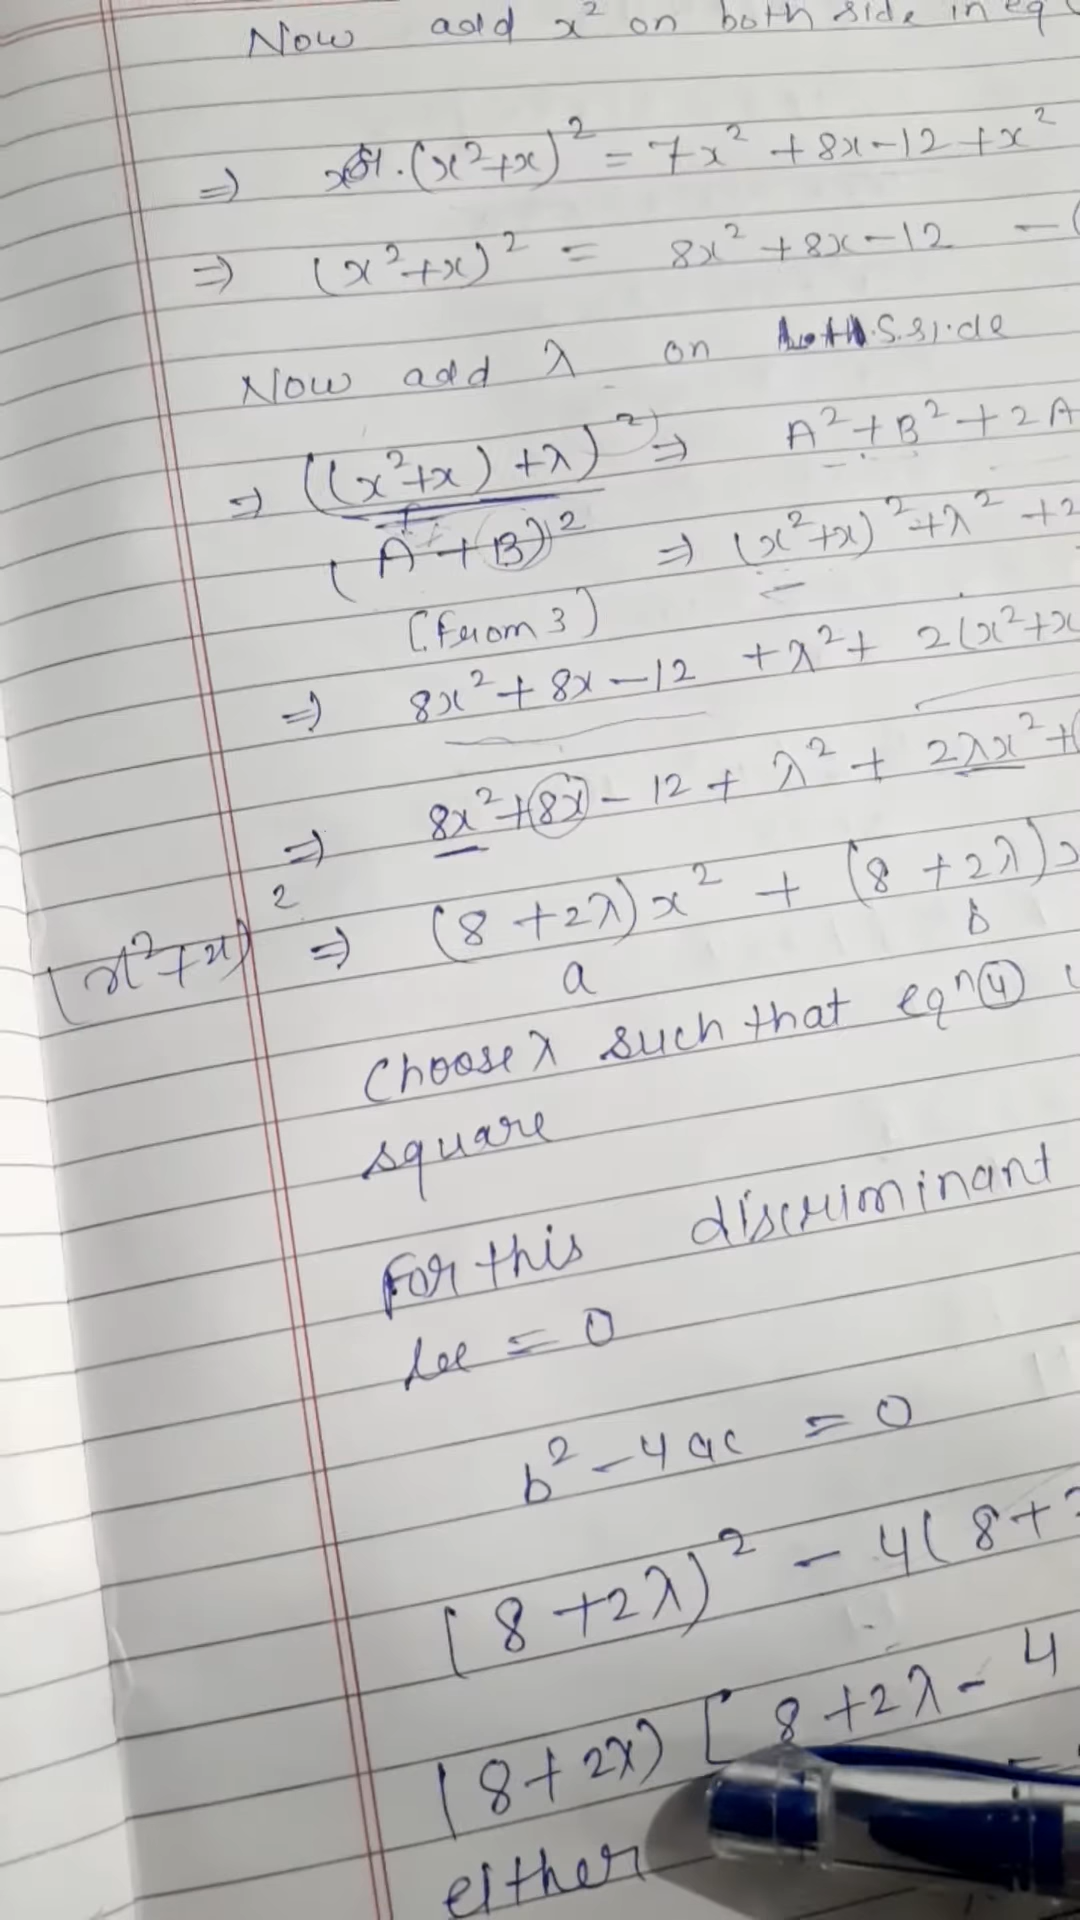 Now add x² on both side in eq
⇒ (x²+x)² = 7x² + 8x - 12 + x²
⇒ (x²+x)² = 8x² + 8x - 12 - (
Now add λ on both S. side
⇒ ((x²+x) + λ)² ⇒ A² + B² + 2A
(A + B)² ⇒ (x²+x)² + λ² + 2
(From 3)
⇒ 8x² + 8x - 12 + λ² + 2(x²+x
⇒ 8x² + 8x - 12 + λ² + 2λx² + (
(x²+x)² ⇒ (8 + 2λ)x² + (8 + 2λ)x
a b
Choose λ such that eqⁿ ④
square
For this discriminant
= 0
b² - 4ac = 0
(8 + 2λ)² - 4(8 +
(8 + 2λ) [8 + 2λ - 4
either